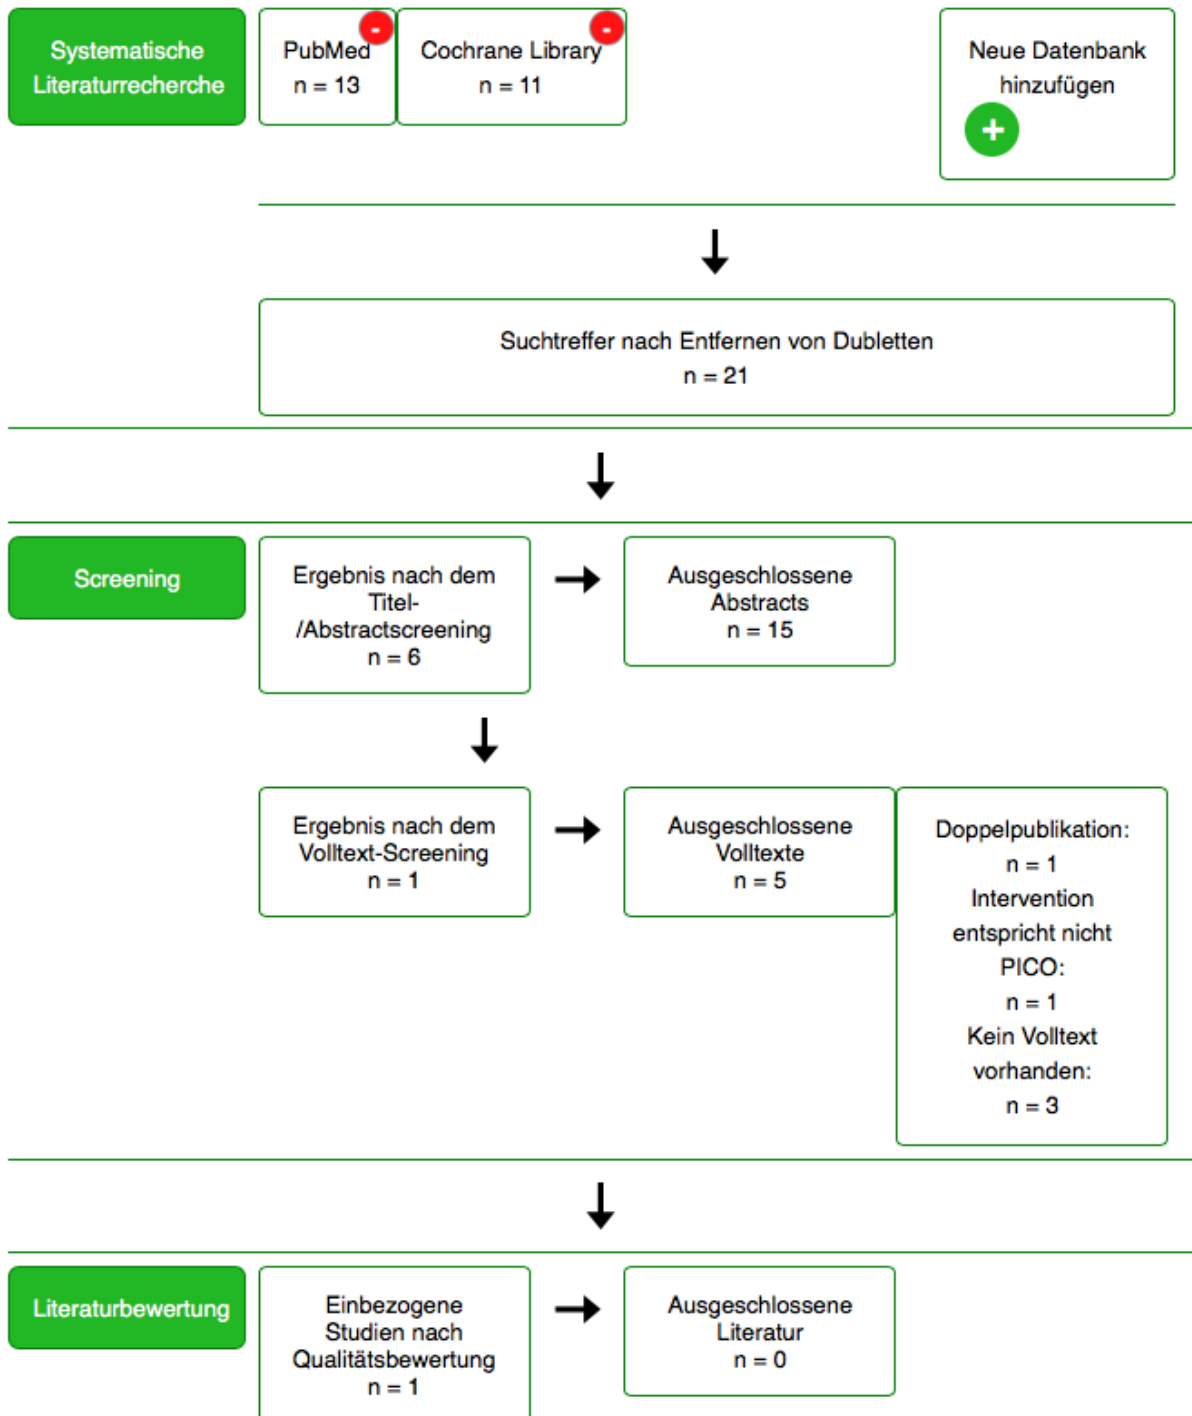 Systematische
Literaturrecherche
PubMed
n = 13
-
Cochrane Library
n = 11
-
Neue Datenbank
hinzufügen
+
Suchtreffer nach Entfernen von Dubletten
n = 21
Screening
Ergebnis nach dem
Titel-
/Abstractscreening
n = 6
Ausgeschlossene
Abstracts
n = 15
Ergebnis nach dem
Volltext-Screening
n = 1
Ausgeschlossene
Volltexte
n = 5
Doppelpublikation:
n = 1
Intervention
entspricht nicht
PICO:
n = 1
Kein Volltext
vorhanden:
n = 3
Literaturbewertung
Einbezogene
Studien nach
Qualitätsbewertung
n = 1
Ausgeschlossene
Literatur
n = 0